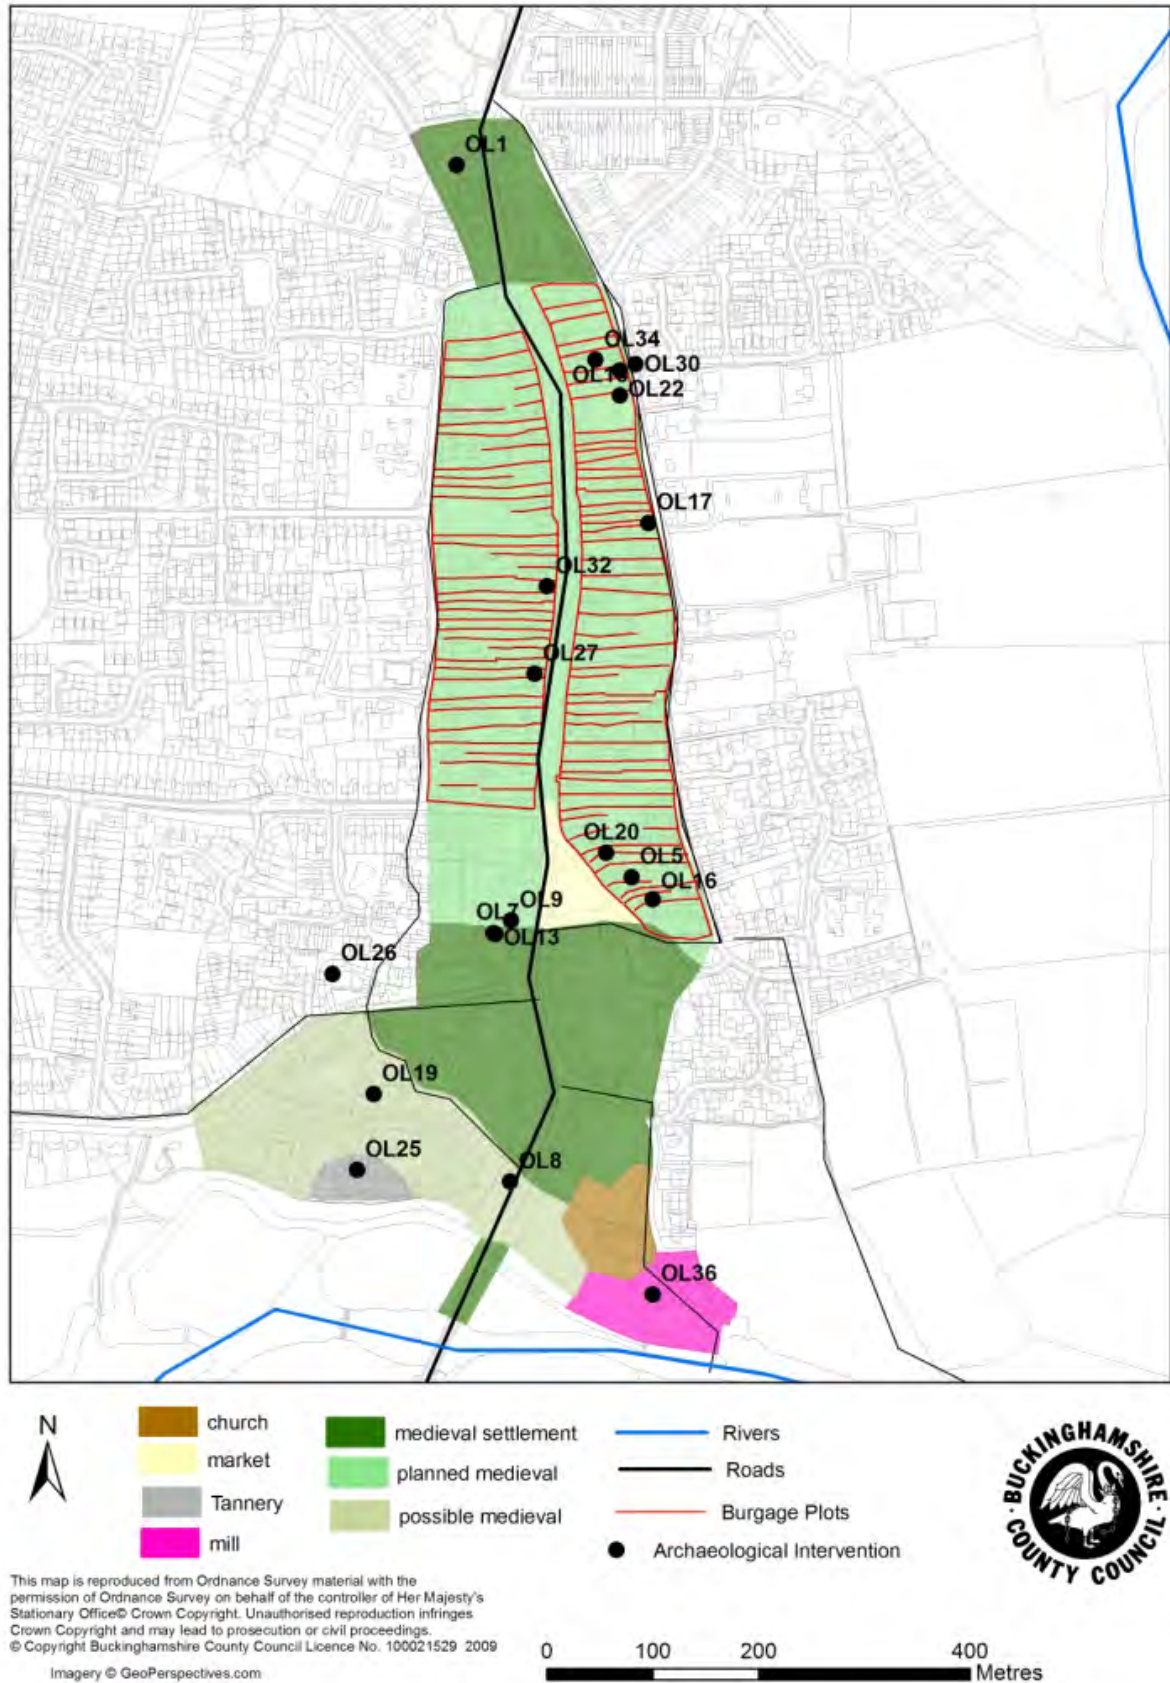 OL1
OL34
OL30
OL22
OL17
OL32
OL27
OL20
OL5
OL16
OL9
OL7
OL13
OL26
OL19
OL25
OL8
OL36
N
church
market
Tannery
mill
medieval settlement
planned medieval
possible medieval
Rivers
Roads
Burgage Plots
Archaeological Intervention
BUCKINGHAMSHIRE
COUNTY COUNCIL
This map is reproduced from Ordnance Survey material with the
permission of Ordnance Survey on behalf of the controller of Her Majesty's
Stationary Office© Crown Copyright. Unauthorised reproduction infringes
Crown Copyright and may lead to prosecution or civil proceedings.
© Copyright Buckinghamshire County Council Licence No. 100021529 2009
Imagery © GeoPerspectives.com
0 100 200 400
Metres